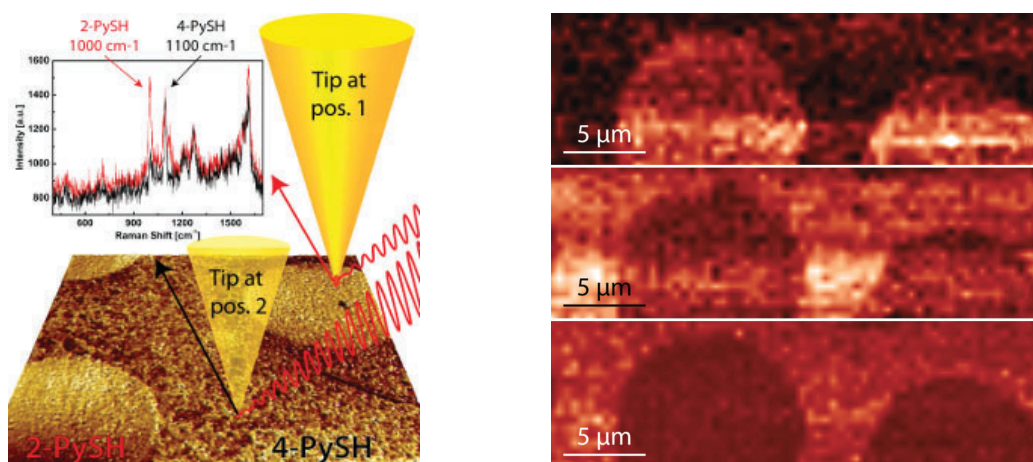 2-PySH
1000 cm-1
4-PySH
1100 cm-1
Tip at
pos. 1
1600
1400
1200
1000
800
Intensity [a.u.]
600
900
1200
1500
Raman Shift [cm⁻¹]
Tip at
pos. 2
2-PySH
4-PySH
5 μm
5 μm
5 μm